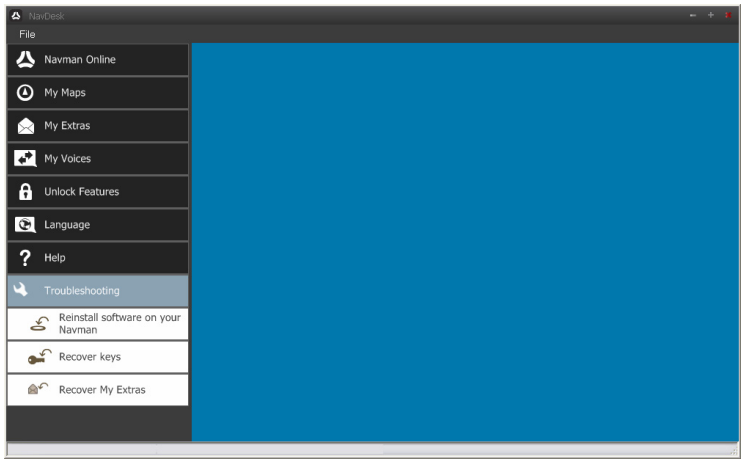 NavDesk
File
Navman Online
My Maps
My Extras
My Voices
Unlock Features
Language
Help
Troubleshooting
Reinstall software on your
Navman
Recover keys
Recover My Extras